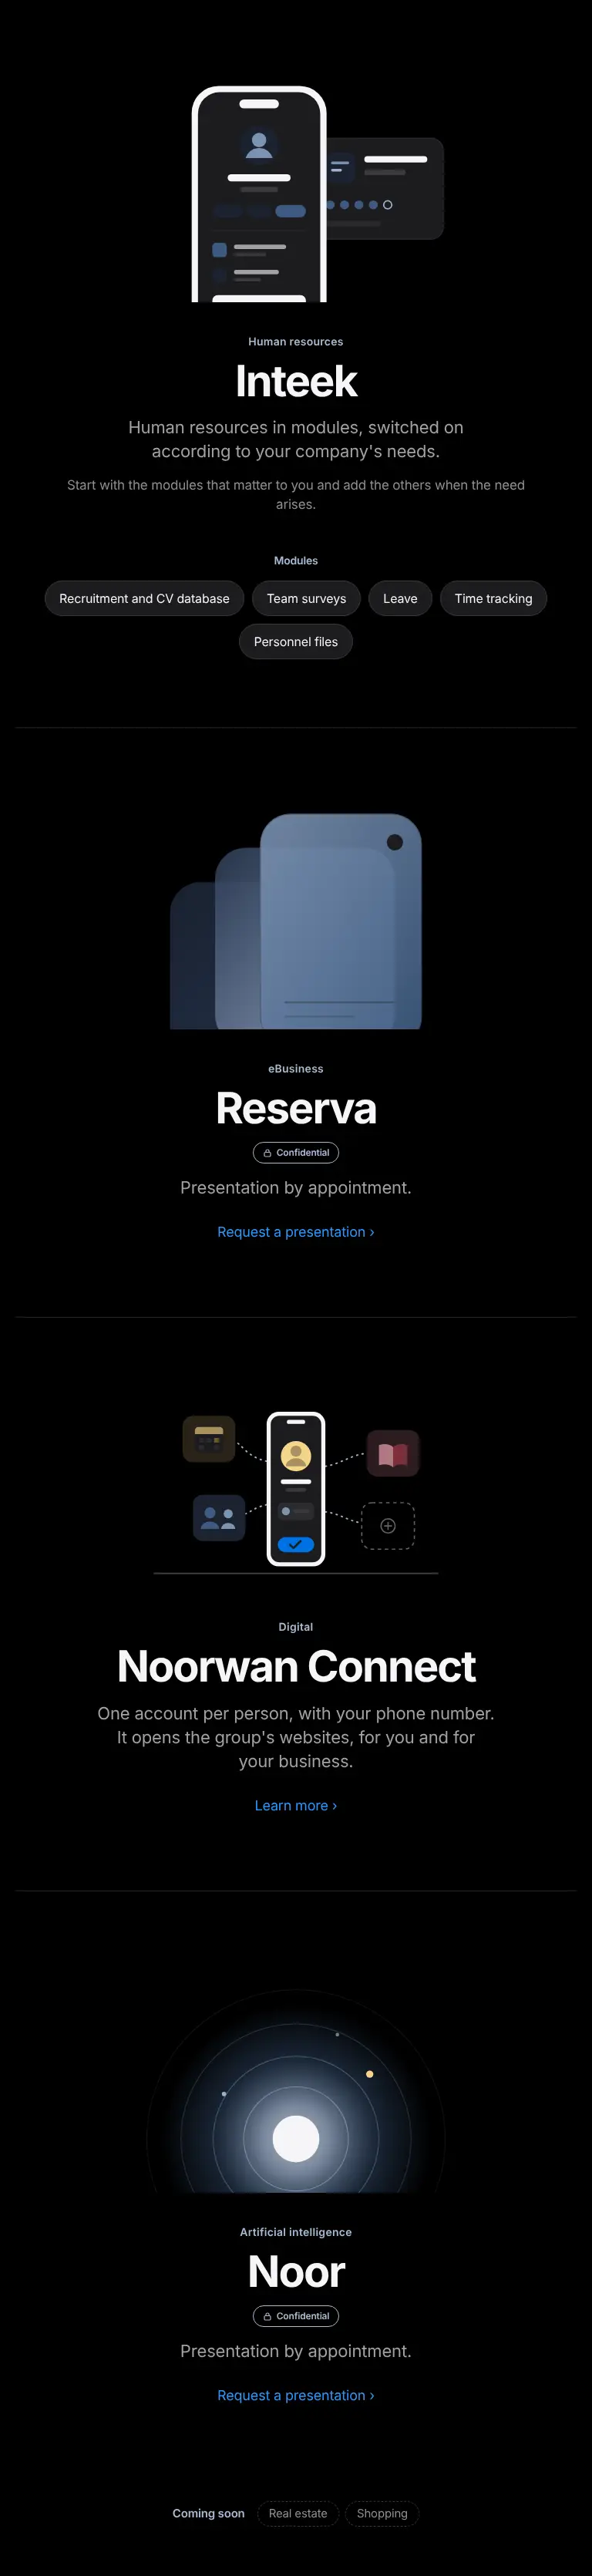 Human resources
Inteek
Human resources in modules, switched on
according to your company's needs.
Start with the modules that matter to you and add the others when the need
arises.
Modules
Recruitment and CV database
Team surveys
Leave
Time tracking
Personnel files
eBusiness
Reserva
Confidential
Presentation by appointment.
Request a presentation ›
Digital
Noorwan Connect
One account per person, with your phone number.
It opens the group's websites, for you and for
your business.
Learn more ›
Artificial intelligence
Noor
Confidential
Presentation by appointment.
Request a presentation ›
Coming soon
Real estate
Shopping